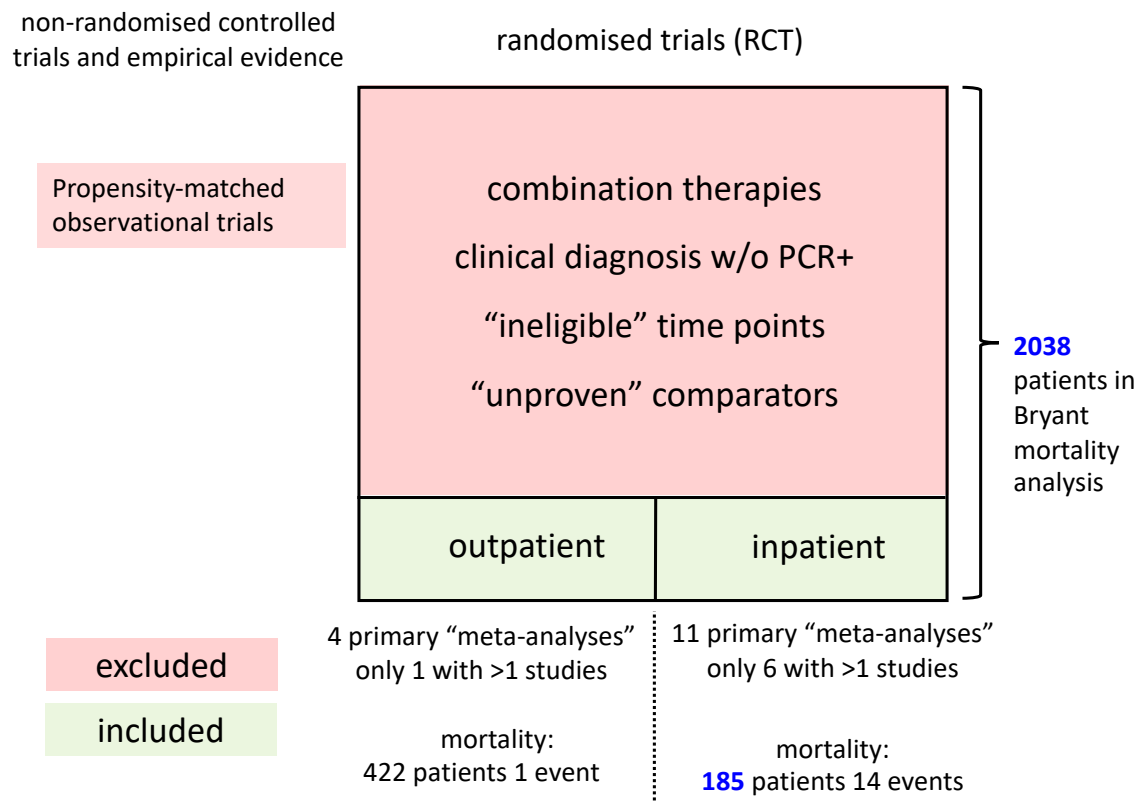 non-randomised controlled
trials and empirical evidence
randomised trials (RCT)
Propensity-matched
observational trials
combination therapies
clinical diagnosis w/o PCR+
“ineligible” time points
“unproven” comparators
2038
patients in
Bryant
mortality
analysis
outpatient
inpatient
4 primary “meta-analyses”
only 1 with >1 studies
11 primary “meta-analyses”
only 6 with >1 studies
excluded
included
mortality:
422 patients 1 event
mortality:
185 patients 14 events